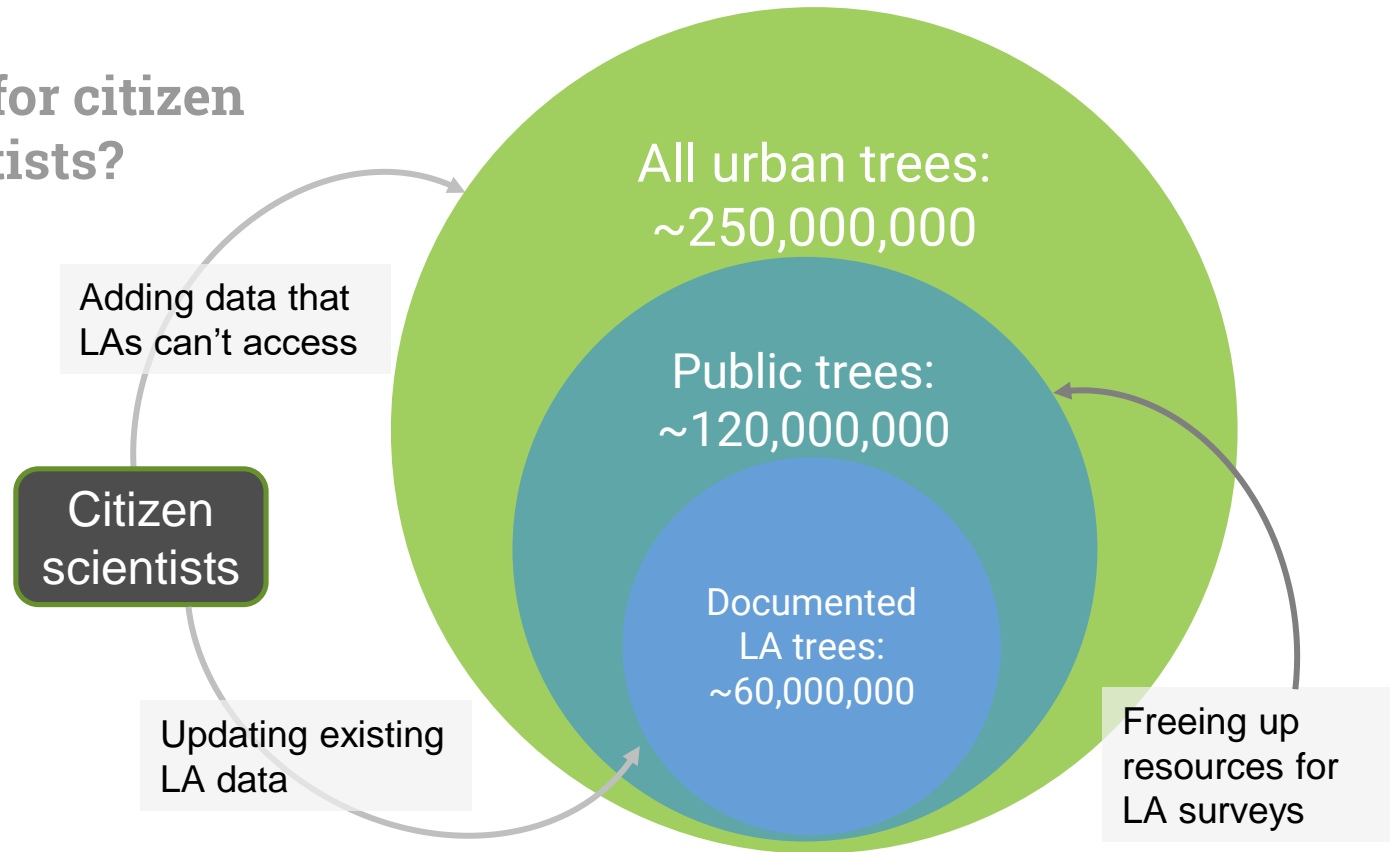 for citizen
tists?
All urban trees:
~250,000,000
Adding data that
LAs can’t access
Public trees:
~120,000,000
Citizen
scientists
Documented
LA trees:
~60,000,000
Updating existing
LA data
Freeing up
resources for
LA surveys